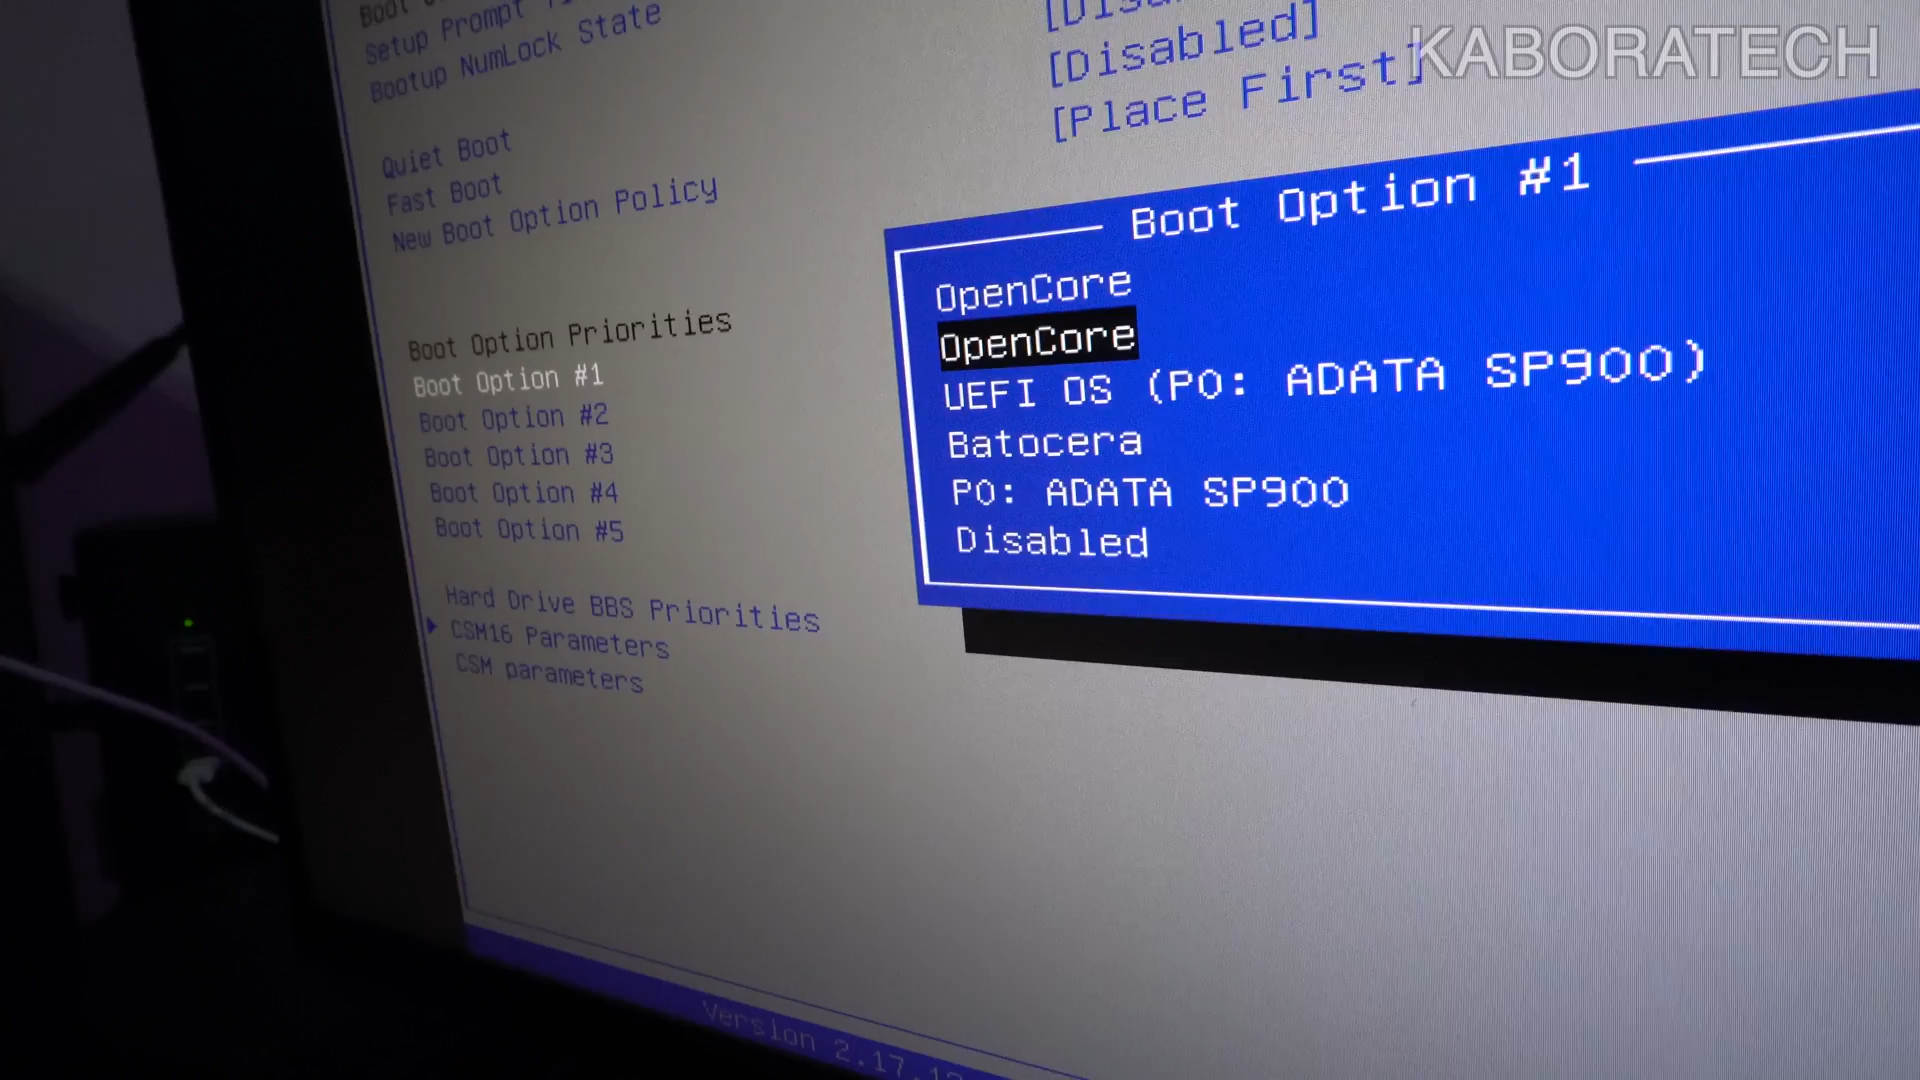 Boot
Setup Prompt
Bootup NumLock State
[Disabled]
[Place First]
KABORATECH
Quiet Boot
Fast Boot
New Boot Option Policy
Boot Option Priorities
Boot Option #1
Boot Option #2
Boot Option #3
Boot Option #4
Boot Option #5
Hard Drive BBS Priorities
CSM16 Parameters
CSM parameters
Boot Option #1
OpenCore
OpenCore
UEFI OS (P0: ADATA SP900)
Batocera
P0: ADATA SP900
Disabled
Version 2.17.